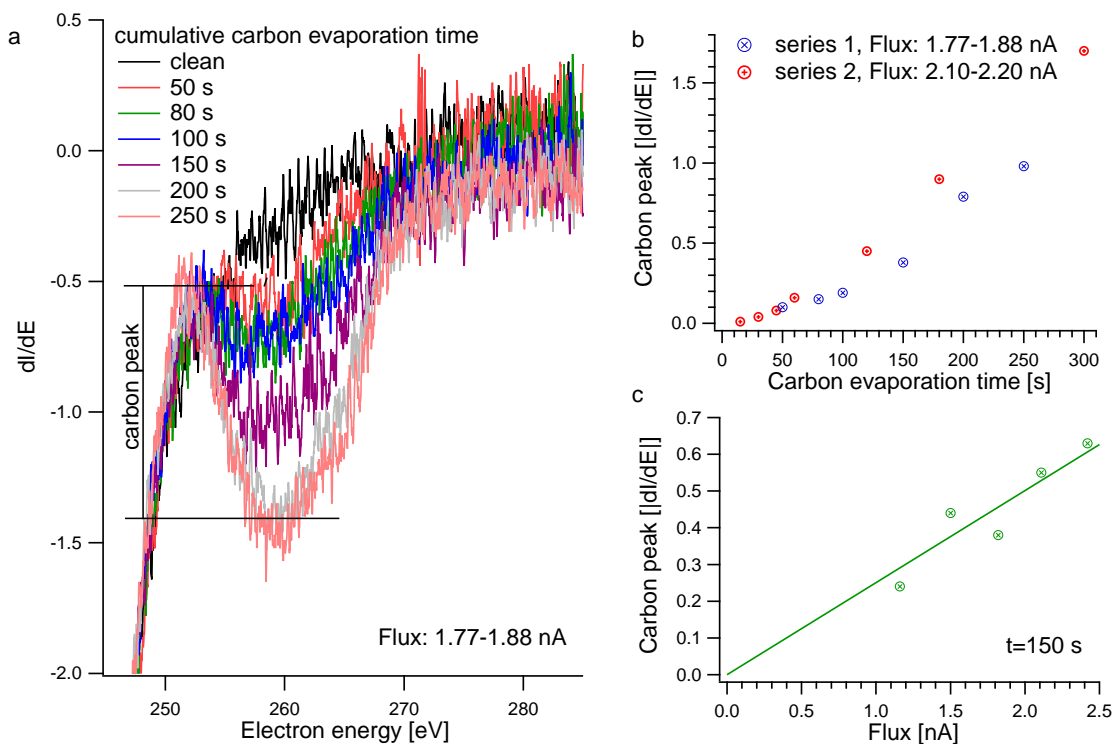 a
cumulative carbon evaporation time
clean
50 s
80 s
100 s
150 s
200 s
250 s
0.5
0.0
-0.5
-1.0
-1.5
-2.0
dI/dE
carbon peak
Flux: 1.77-1.88 nA
250
260
270
280
Electron energy [eV]
b
series 1, Flux: 1.77-1.88 nA
series 2, Flux: 2.10-2.20 nA
1.5
1.0
0.5
0.0
Carbon peak [|dI/dE|]
0
50
100
150
200
250
300
Carbon evaporation time [s]
c
0.7
0.6
0.5
0.4
0.3
0.2
0.1
0.0
Carbon peak [|dI/dE|]
t=150 s
0.0
0.5
1.0
1.5
2.0
2.5
Flux [nA]